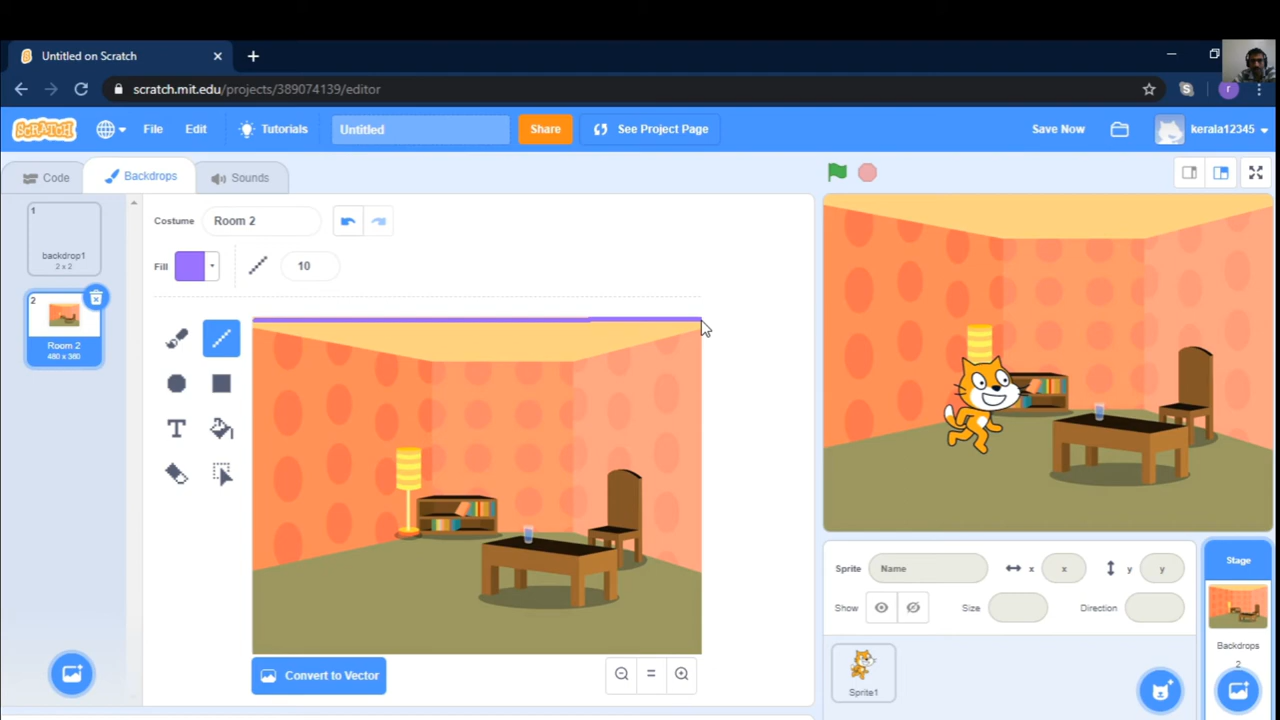 Untitled on Scratch
scratch.mit.edu/projects/389074139/editor
r
SCRATCH
File
Edit
Tutorials
Untitled
Share
See Project Page
Save Now
kerala12345
Code
Backdrops
Sounds
1
backdrop1
2 x 2
2
Room 2
480 x 360
Costume
Room 2
Fill
10
T
Convert to Vector
Sprite
Name
x
x
y
y
Show
Size
Direction
Sprite1
Stage
Backdrops
2